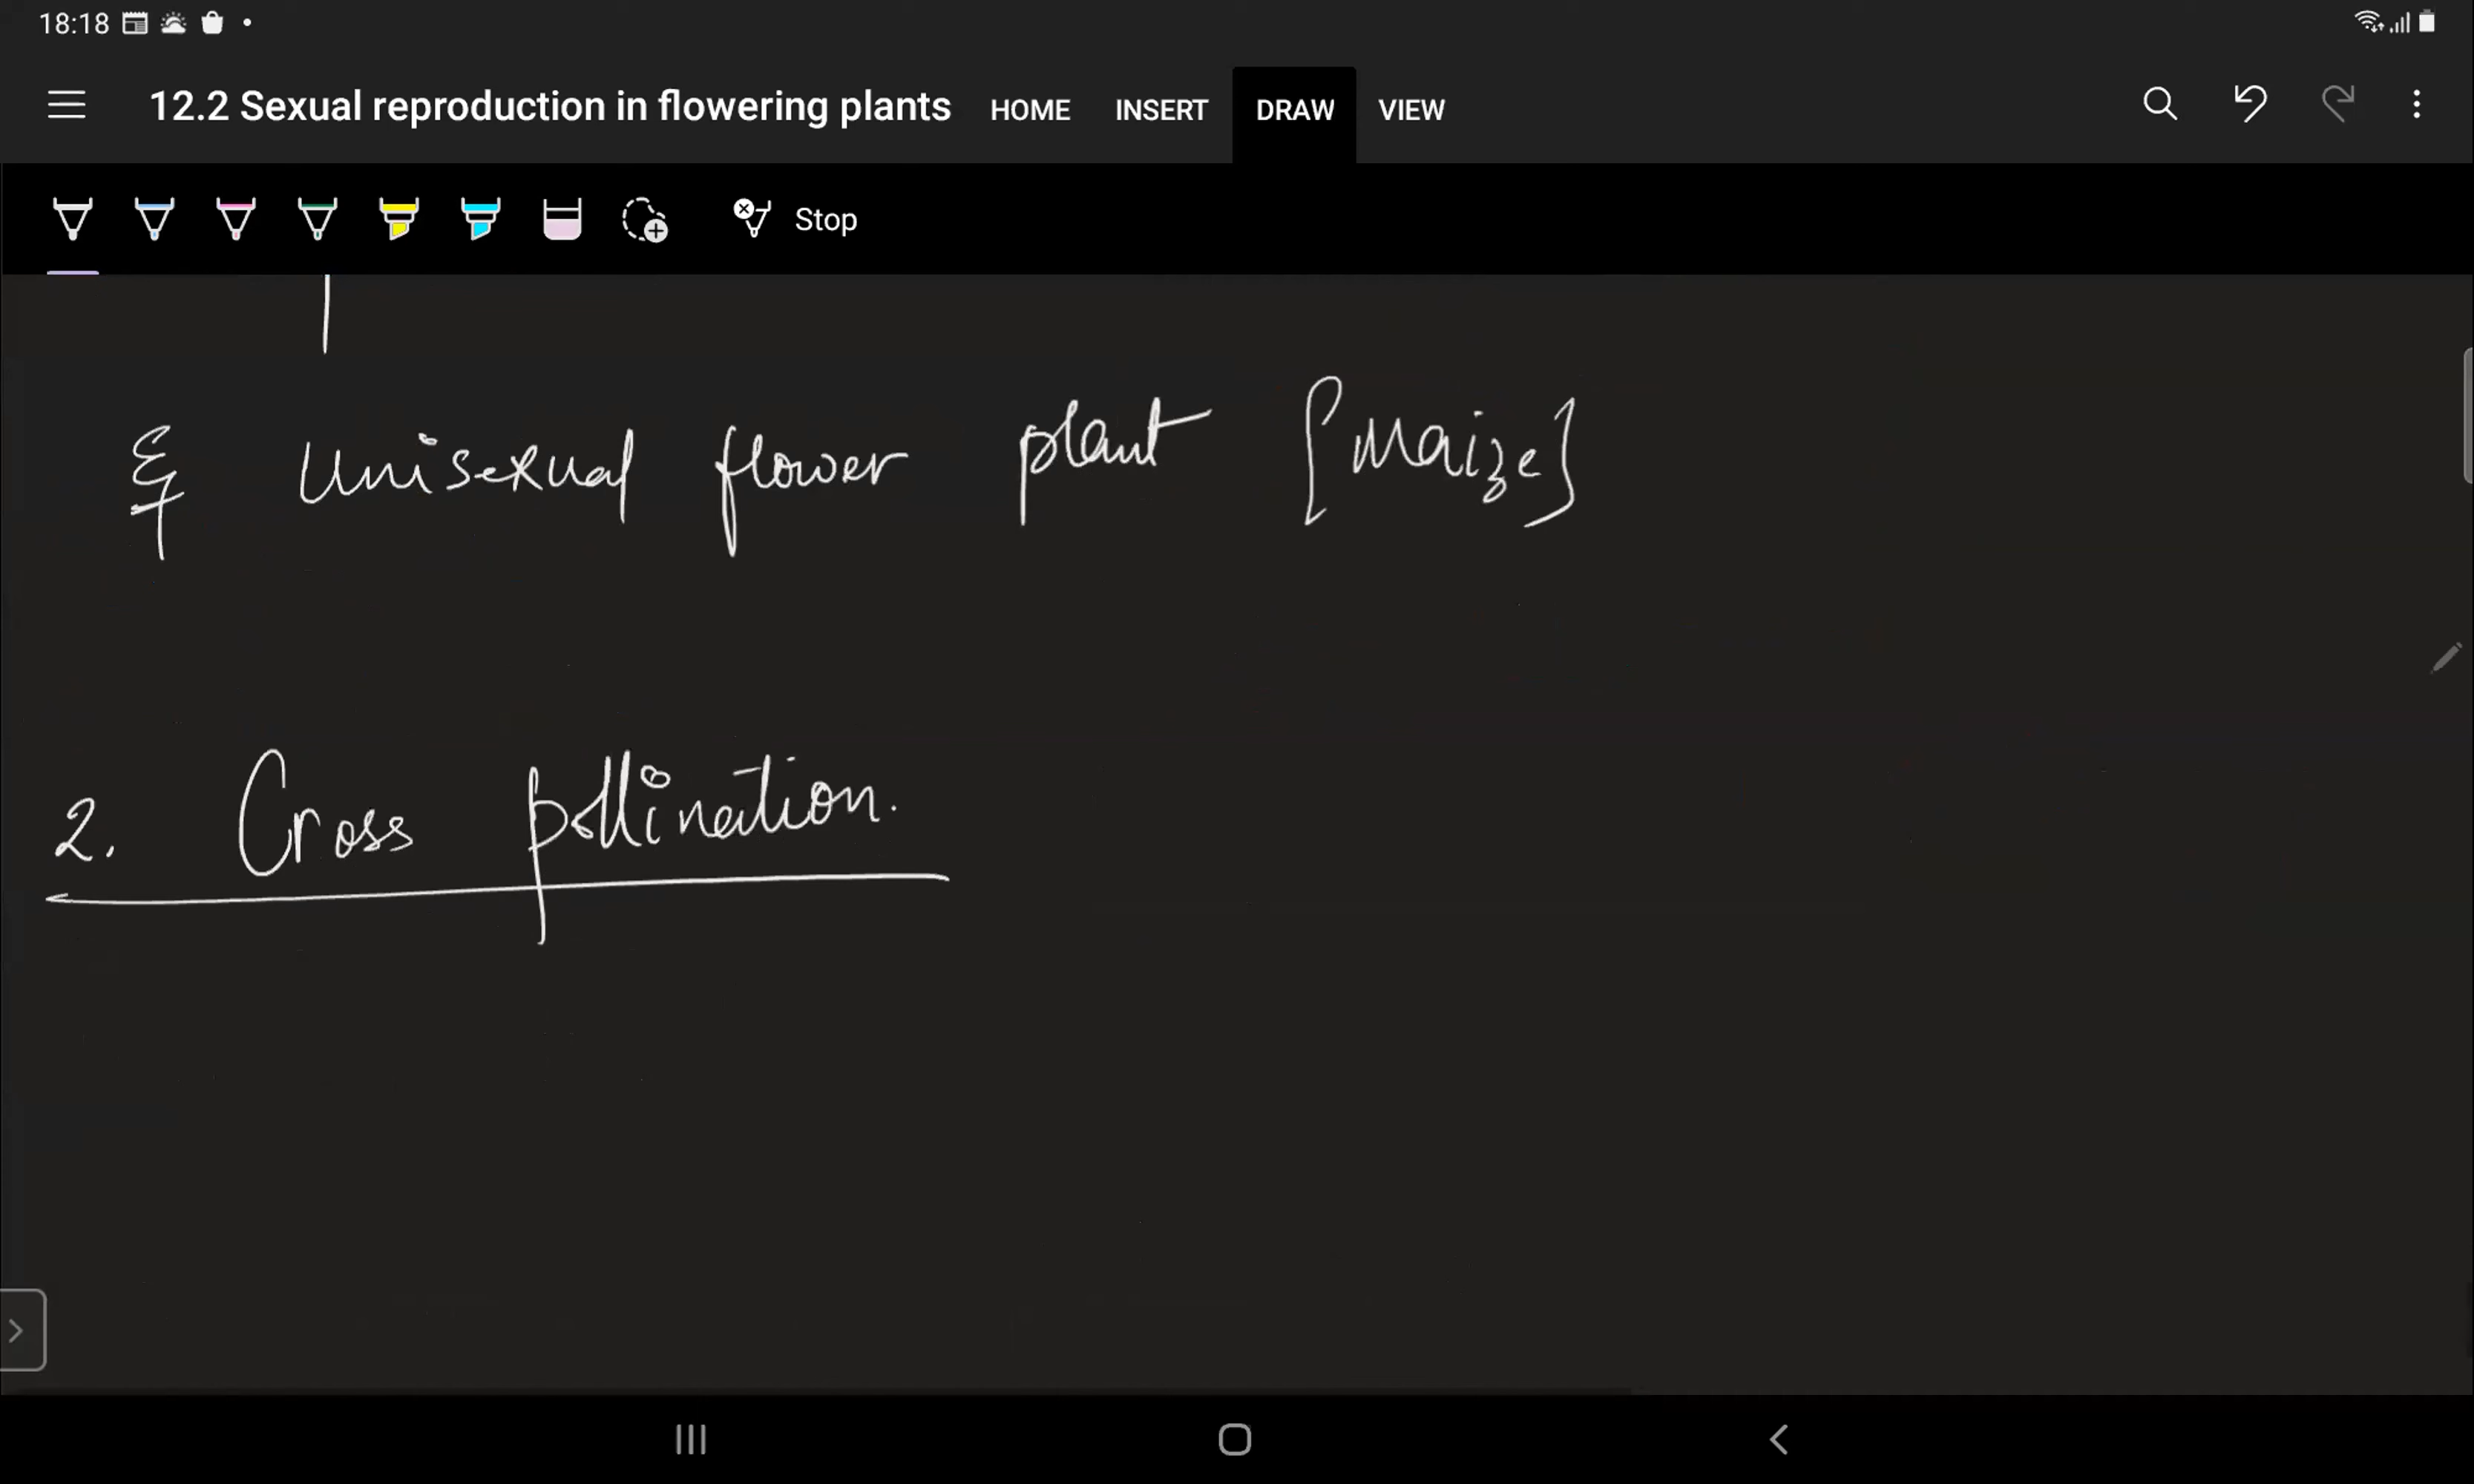 18:18
12.2 Sexual reproduction in flowering plants HOME INSERT DRAW VIEW
Stop
& Unisexual flower plant [Maize]
2. Cross pollination.